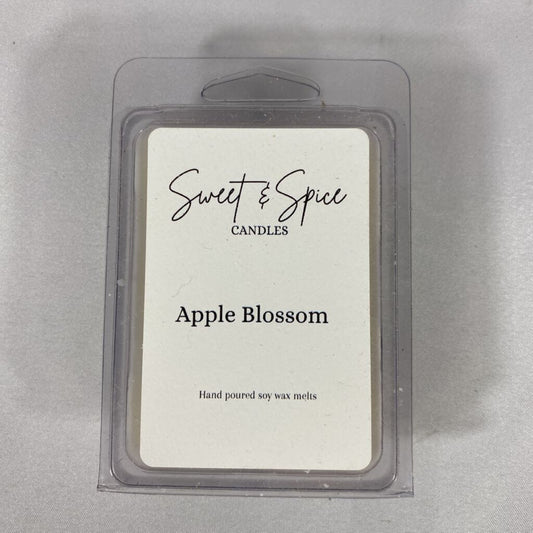 Sweet & Spice
CANDLES
Apple Blossom
Hand poured soy wax melts